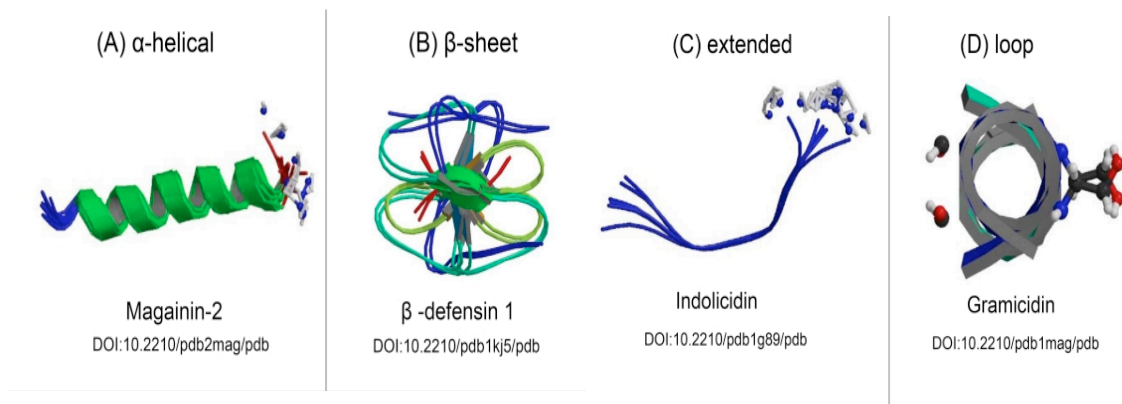 (A) α-helical
Magainin-2
DOI:10.2210/pdb2mag/pdb
(B) β-sheet
β -defensin 1
DOI:10.2210/pdb1kj5/pdb
(C) extended
Indolicidin
DOI:10.2210/pdb1g89/pdb
(D) loop
Gramicidin
DOI:10.2210/pdb1mag/pdb